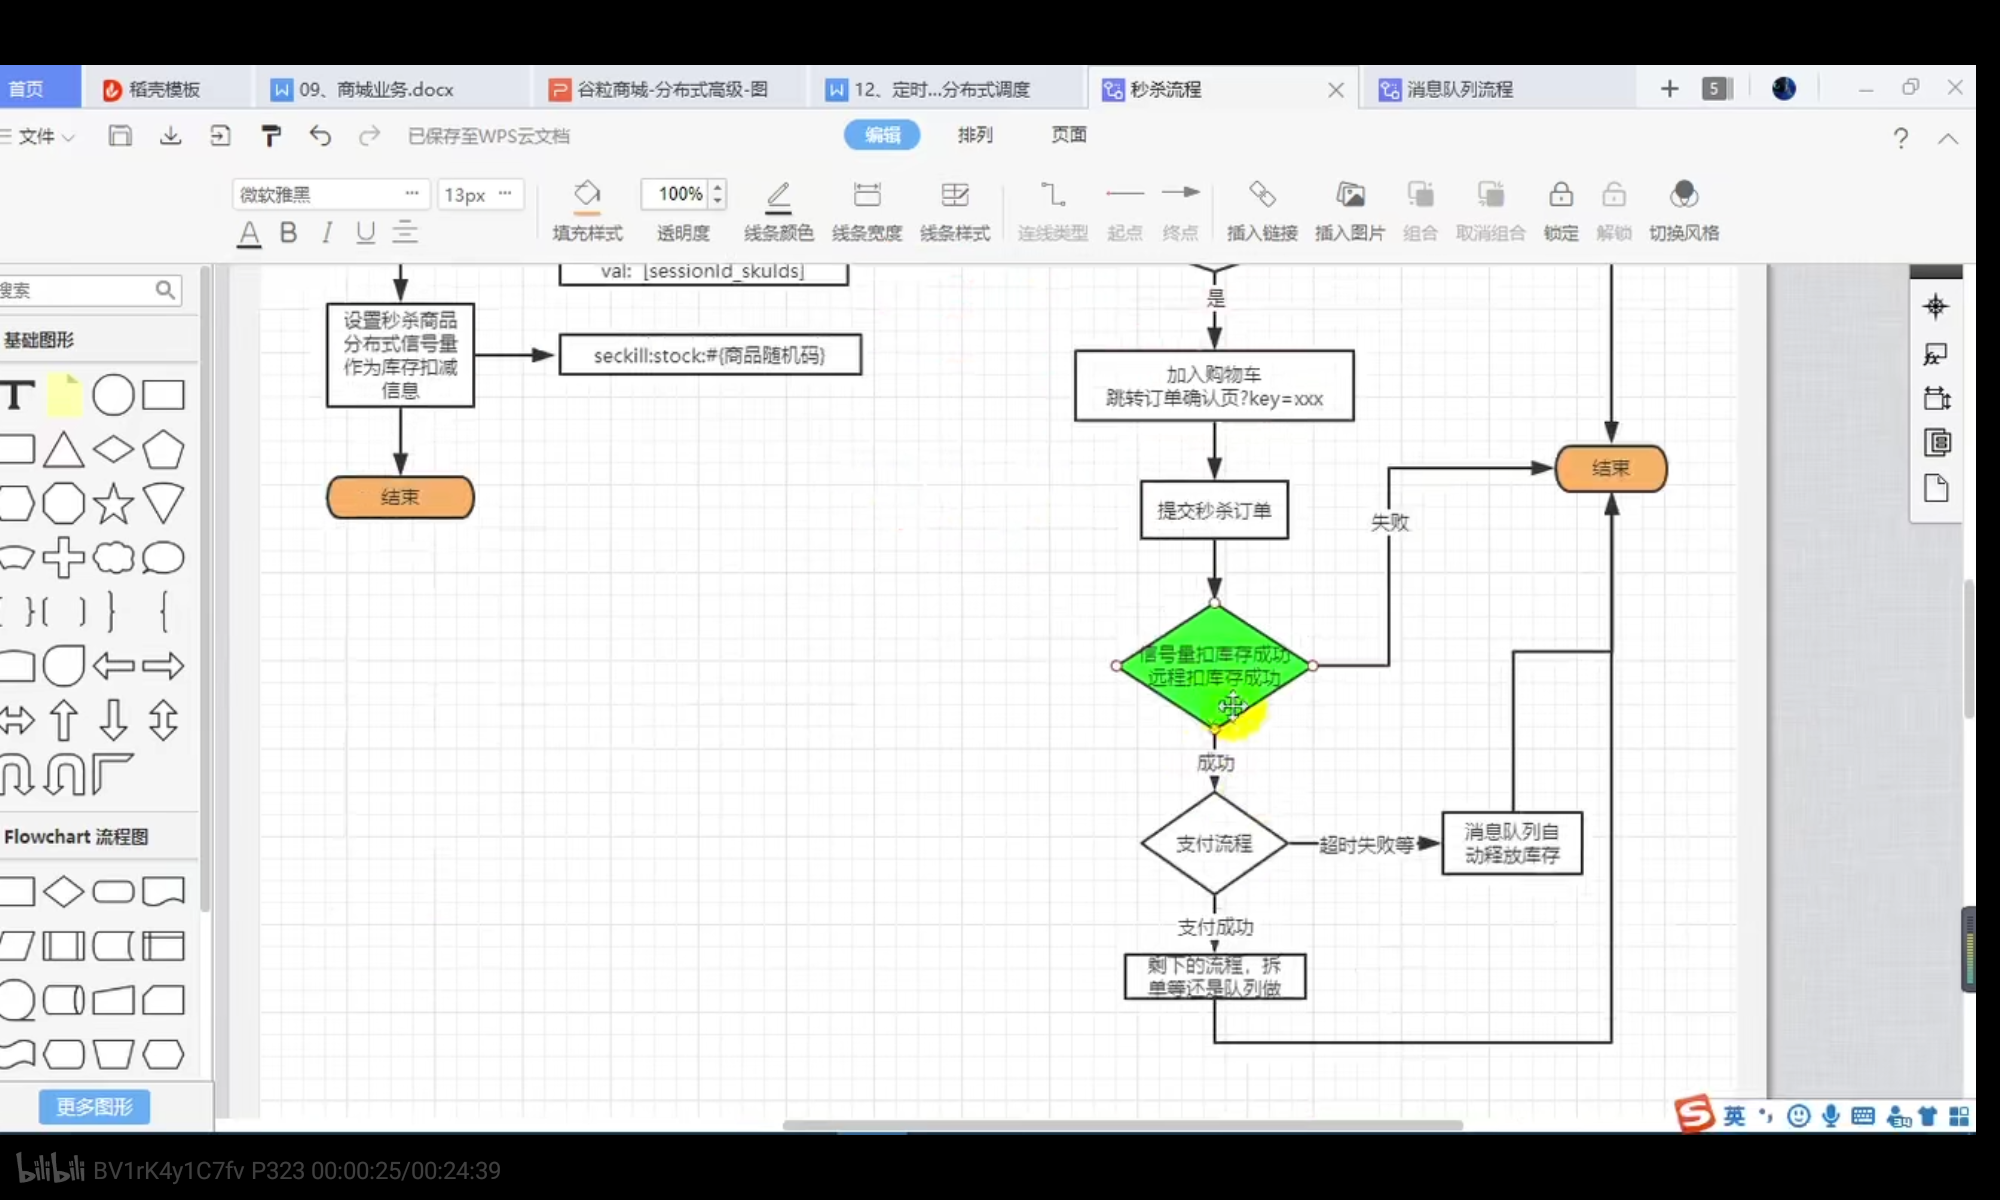 首页
稻壳模板
09、商城业务.docx
谷粒商城-分布式高级-图
12、定时...分布式调度
秒杀流程
消息队列流程
5
文件
已保存至WPS云文档
编辑
排列
页面
?
微软雅黑 ···
13px ···
100%
填充样式
透明度
线条颜色
线条宽度
线条样式
连线类型
起点
终点
插入链接
插入图片
组合
取消组合
锁定
解锁
切换风格
A B I U
搜索
基础图形
T
Flowchart 流程图
更多图形
val: [sessionId_skuIds]
设置秒杀商品
分布式信号量
作为库存扣减
信息
seckill:stock:#{商品随机码}
结束
是
加入购物车
跳转订单确认页?key=xxx
提交秒杀订单
失败
结束
信号量扣库存成功
远程扣库存成功
成功
支付流程
超时失败等
消息队列自
动释放库存
支付成功
剩下的流程，拆
单等还是队列做
英
bilibili BV1rK4y1C7fv P323 00:00:25/00:24:39